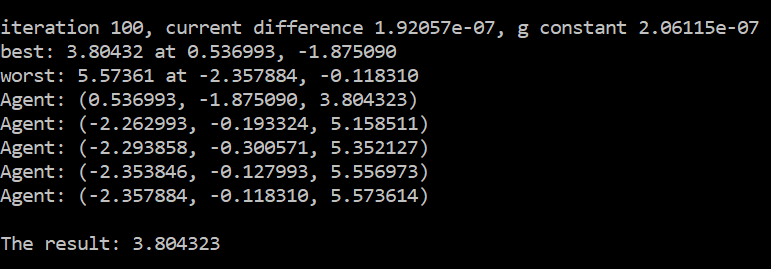 iteration 100, current difference 1.92057e-07, g constant 2.06115e-07
best: 3.80432 at 0.536993, -1.875090
worst: 5.57361 at -2.357884, -0.118310
Agent: (0.536993, -1.875090, 3.804323)
Agent: (-2.262993, -0.193324, 5.158511)
Agent: (-2.293858, -0.300571, 5.352127)
Agent: (-2.353846, -0.127993, 5.556973)
Agent: (-2.357884, -0.118310, 5.573614)
The result: 3.804323